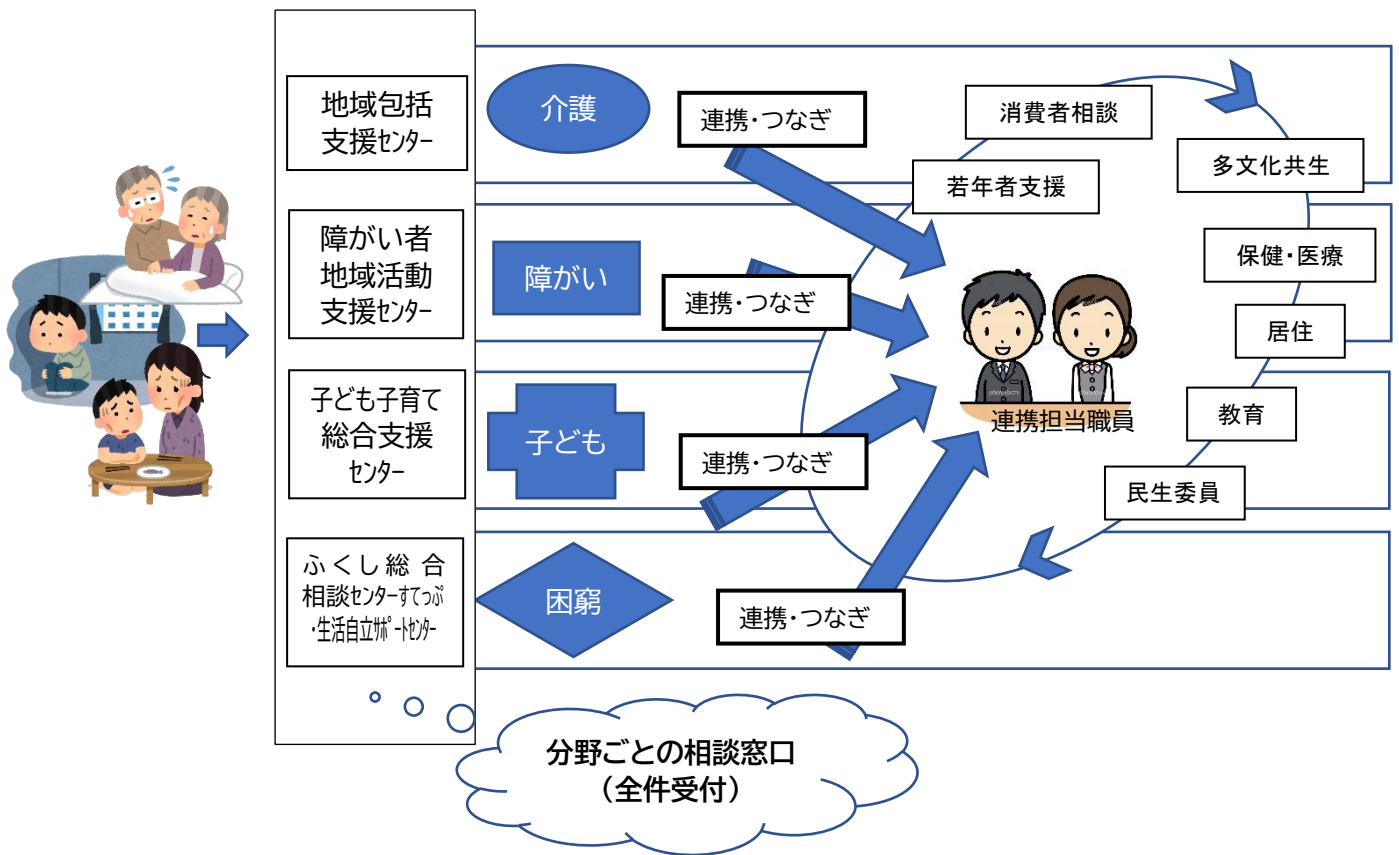 地域包括
支援ｾﾝﾀｰ
介護
連携・つなぎ
障がい者
地域活動
支援ｾﾝﾀｰ
障がい
連携・つなぎ
子ども子育て
総合支援
ｾﾝﾀｰ
子ども
連携・つなぎ
ふくし総合
相談ｾﾝﾀｰすてっぷ
・生活自立ｻﾎﾟｰﾄｾﾝﾀｰ
困窮
連携・つなぎ
消費者相談
若年者支援
多文化共生
保健・医療
居住
教育
民生委員
連携担当職員
分野ごとの相談窓口
（全件受付）